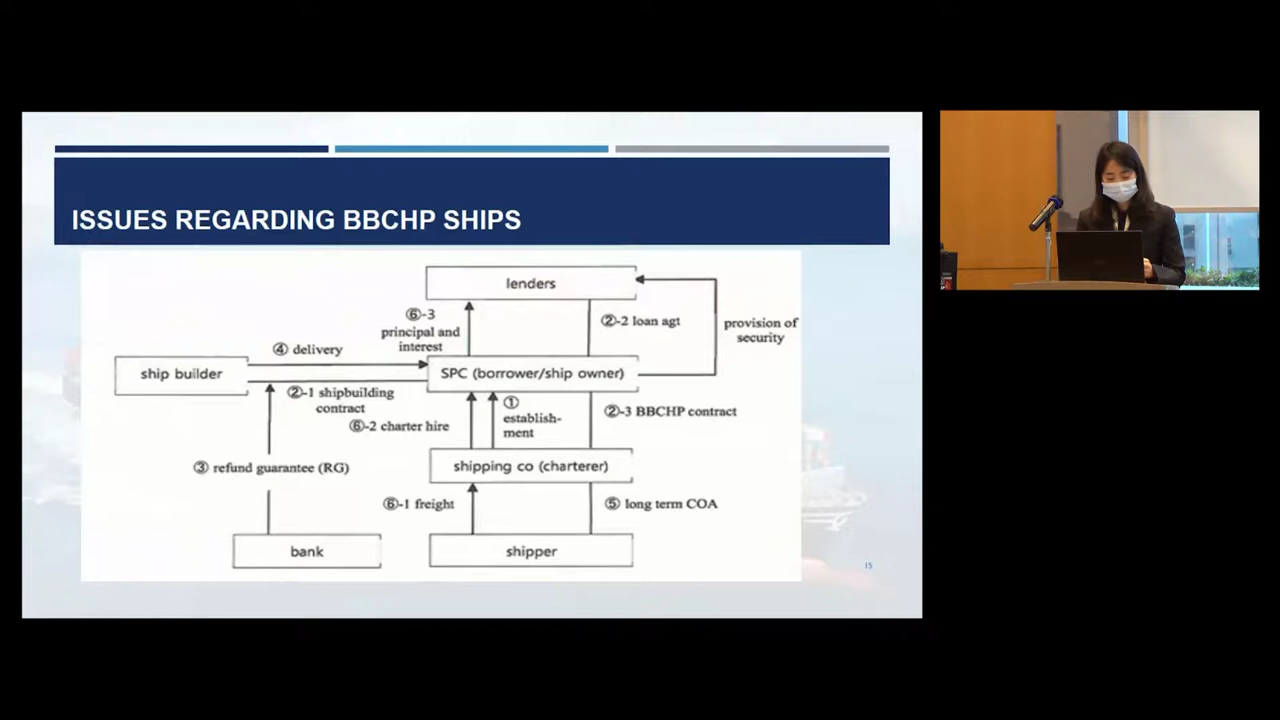 ISSUES REGARDING BBCHP SHIPS
lenders
⑥-3
principal and
interest
②-2 loan agt
provision of
security
④ delivery
ship builder
SPC (borrower/ship owner)
②-1 shipbuilding
contract
⑥-2 charter hire
①
establish-
ment
②-3 BBCHP contract
shipping co (charterer)
③ refund guarantee (RG)
⑥-1 freight
⑤ long term COA
bank
shipper
15